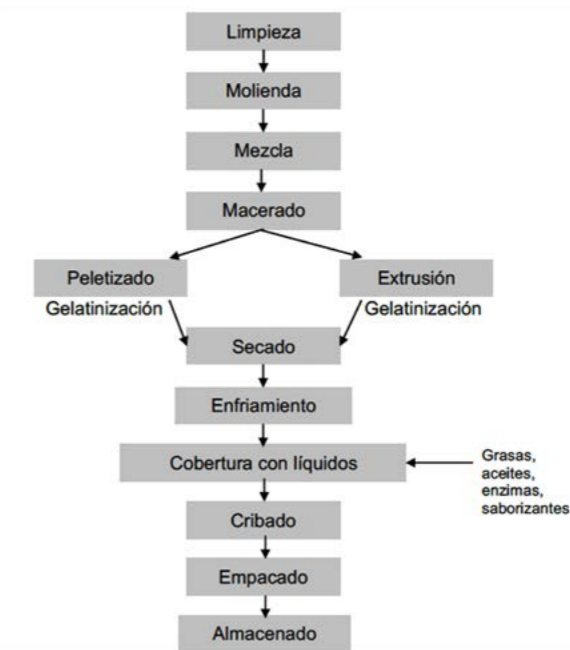 Limpieza
Molienda
Mezcla
Macerado
Peletizado
Extrusión
Gelatinización
Gelatinización
Secado
Enfriamiento
Cobertura con líquidos
Grasas,
aceites,
enzimas,
saborizantes
Cribado
Empacado
Almacenado